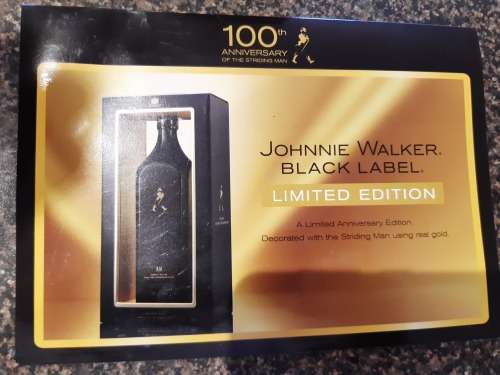 100th
ANNIVERSARY
OF THE STRIDING MAN
JOHNNIE WALKER.
BLACK LABEL.
LIMITED EDITION
A Limited Anniversary Edition.
Decorated with the Striding Man using real gold.